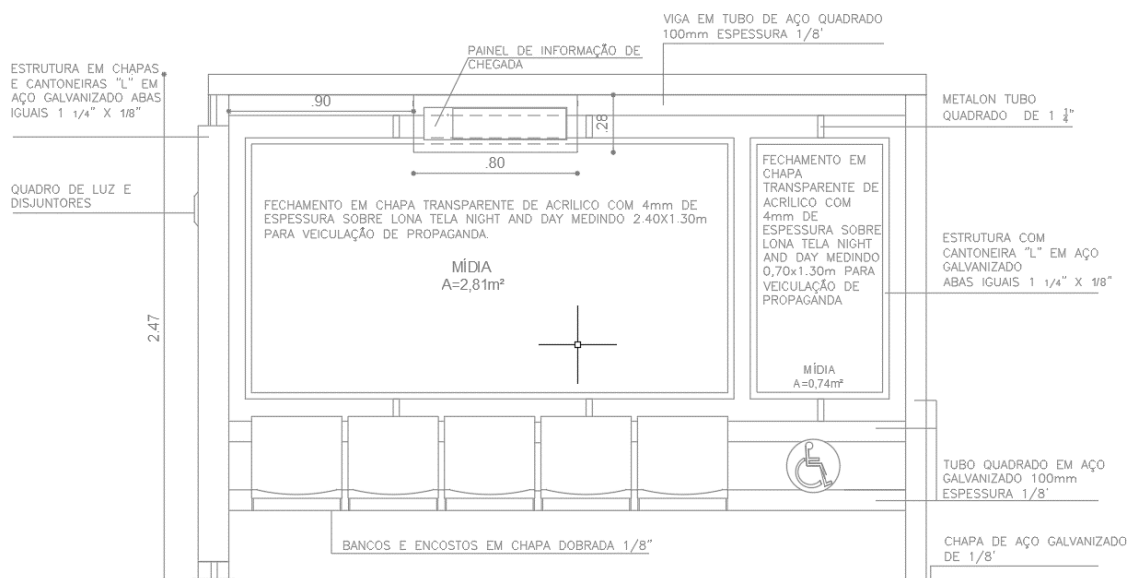 VIGA EM TUBO DE AÇO QUADRADO
100mm ESPESSURA 1/8'
PAINEL DE INFORMAÇÃO DE
CHEGADA
ESTRUTURA EM CHAPAS
E CANTONEIRAS "L" EM
AÇO GALVANIZADO ABAS
IGUAIS 1 1/4" X 1/8"
.90
.28
.80
METALON TUBO
QUADRADO DE 1 1/4"
QUADRO DE LUZ E
DISJUNTORES
FECHAMENTO EM CHAPA TRANSPARENTE DE ACRÍLICO COM 4mm DE
ESPESSURA SOBRE LONA TELA NIGHT AND DAY MEDINDO 2.40X1.30m
PARA VEICULAÇÃO DE PROPAGANDA.
MÍDIA
A=2,81m²
FECHAMENTO EM
CHAPA
TRANSPARENTE DE
ACRÍLICO COM
4mm DE
ESPESSURA SOBRE
LONA TELA NIGHT
AND DAY MEDINDO
0,70x1.30m PARA
VEICULAÇÃO DE
PROPAGANDA
MÍDIA
A=0,74m²
ESTRUTURA COM
CANTONEIRA "L" EM AÇO
GALVANIZADO
ABAS IGUAIS 1 1/4" X 1/8"
2.47
TUBO QUADRADO EM AÇO
GALVANIZADO 100mm
ESPESSURA 1/8'
BANCOS E ENCOSTOS EM CHAPA DOBRADA 1/8"
CHAPA DE AÇO GALVANIZADO
DE 1/8'